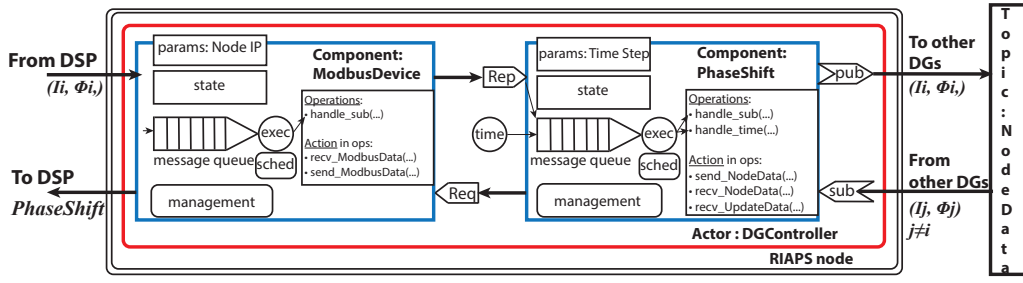 From DSP
(Ii, Φi,)
To DSP
PhaseShift
params: Node IP
state
Component:
ModbusDevice
Operations:
• handle_sub(...)
Action in ops:
• recv_ModbusData(...)
• send_ModbusData(...)
message queue
exec
sched
management
Rep
time
Req
params: Time Step
state
Component:
PhaseShift
Operations:
• handle_sub(...)
• handle_time(...)
Action in ops:
• send_NodeData(...)
• recv_NodeData(...)
• recv_UpdateData(...)
message queue
exec
sched
management
pub
sub
Actor : DGController
RIAPS node
To other
DGs
(Ii, Φi,)
From
other DGs
(Ij, Φj)
j≠i
Topic:NodeData